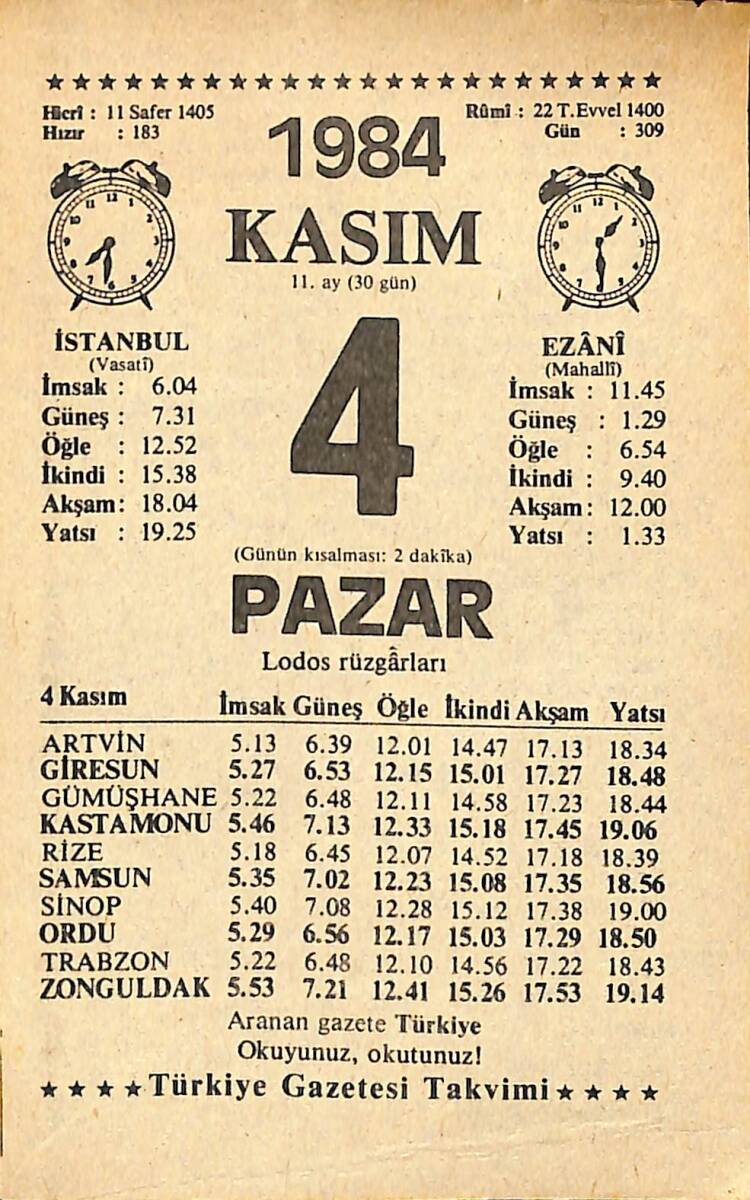 ★ ★ ★ ★ ★ ★ ★ ★ ★ ★ ★ ★ ★ ★ ★ ★ ★ ★ ★ ★ ★ ★ ★ ★
Hicrî : 11 Safer 1405
Hızır : 183
Rûmî : 22 T.Evvel 1400
Gün : 309
1984
KASIM
11. ay (30 gün)
4
İSTANBUL
(Vasatî)
İmsak : 6.04
Güneş : 7.31
Öğle : 12.52
İkindi : 15.38
Akşam : 18.04
Yatsı : 19.25
EZÂNÎ
(Mahallî)
İmsak : 11.45
Güneş : 1.29
Öğle : 6.54
İkindi : 9.40
Akşam : 12.00
Yatsı : 1.33
(Günün kısalması: 2 dakîka)
PAZAR
Lodos rüzgârları
4 Kasım İmsak Güneş Öğle İkindi Akşam Yatsı
ARTVİN 5.13 6.39 12.01 14.47 17.13 18.34
GİRESUN 5.27 6.53 12.15 15.01 17.27 18.48
GÜMÜŞHANE 5.22 6.48 12.11 14.58 17.23 18.44
KASTAMONU 5.46 7.13 12.33 15.18 17.45 19.06
RİZE 5.18 6.45 12.07 14.52 17.18 18.39
SAMSUN 5.35 7.02 12.23 15.08 17.35 18.56
SİNOP 5.40 7.08 12.28 15.12 17.38 19.00
ORDU 5.29 6.56 12.17 15.03 17.29 18.50
TRABZON 5.22 6.48 12.10 14.56 17.22 18.43
ZONGULDAK 5.53 7.21 12.41 15.26 17.53 19.14
Aranan gazete Türkiye
Okuyunuz, okutunuz!
★ ★ ★ ★ Türkiye Gazetesi Takvimi ★ ★ ★ ★